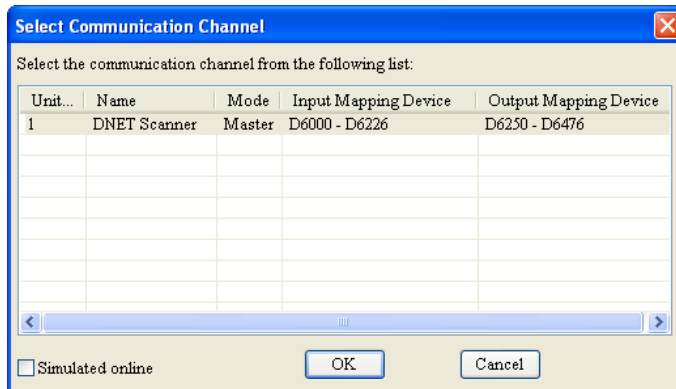 Select Communication Channel
Select the communication channel from the following list:
Unit... Name Mode Input Mapping Device Output Mapping Device
1 DNET Scanner Master D6000 - D6226 D6250 - D6476
Simulated online OK Cancel